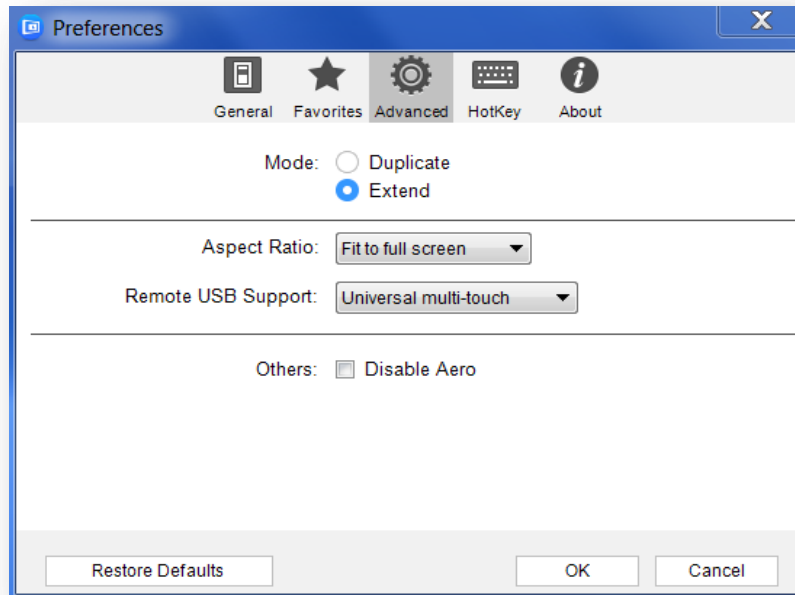 Preferences
X
General Favorites Advanced HotKey About
Mode: Duplicate
Extend
Aspect Ratio: Fit to full screen
Remote USB Support: Universal multi-touch
Others: Disable Aero
Restore Defaults OK Cancel